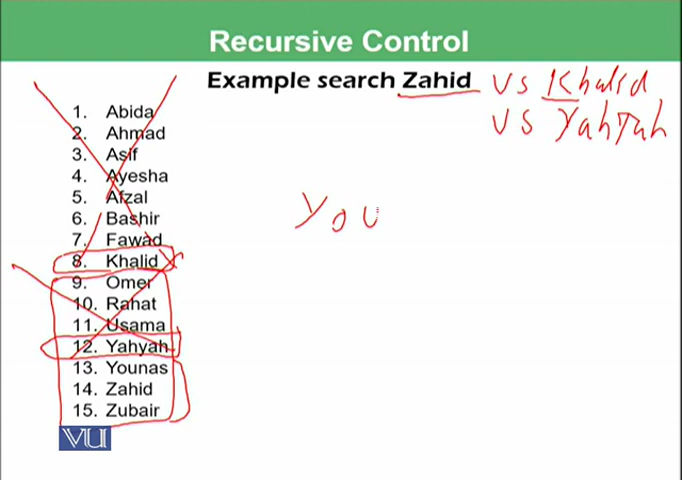 Recursive Control
Example search Zahid vs Khalid
vs Yahyah
1. Abida
2. Ahmad
3. Asif
4. Ayesha
5. Afzal
6. Bashir
7. Fawad
8. Khalid
9. Omer
10. Rahat
11. Usama
12. Yahyah
13. Younas
14. Zahid
15. Zubair
You
VU